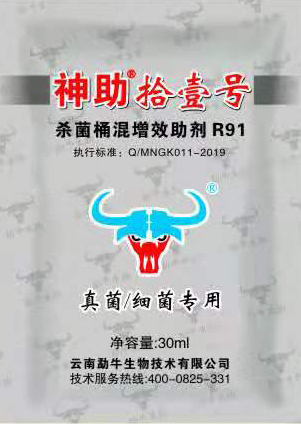 神助®拾壹号
杀菌桶混增效助剂 R91
执行标准：Q/MNGK011-2019
®
真菌/细菌专用
净含量:30ml
云南勐牛生物技术有限公司
技术服务热线:400-0825-331